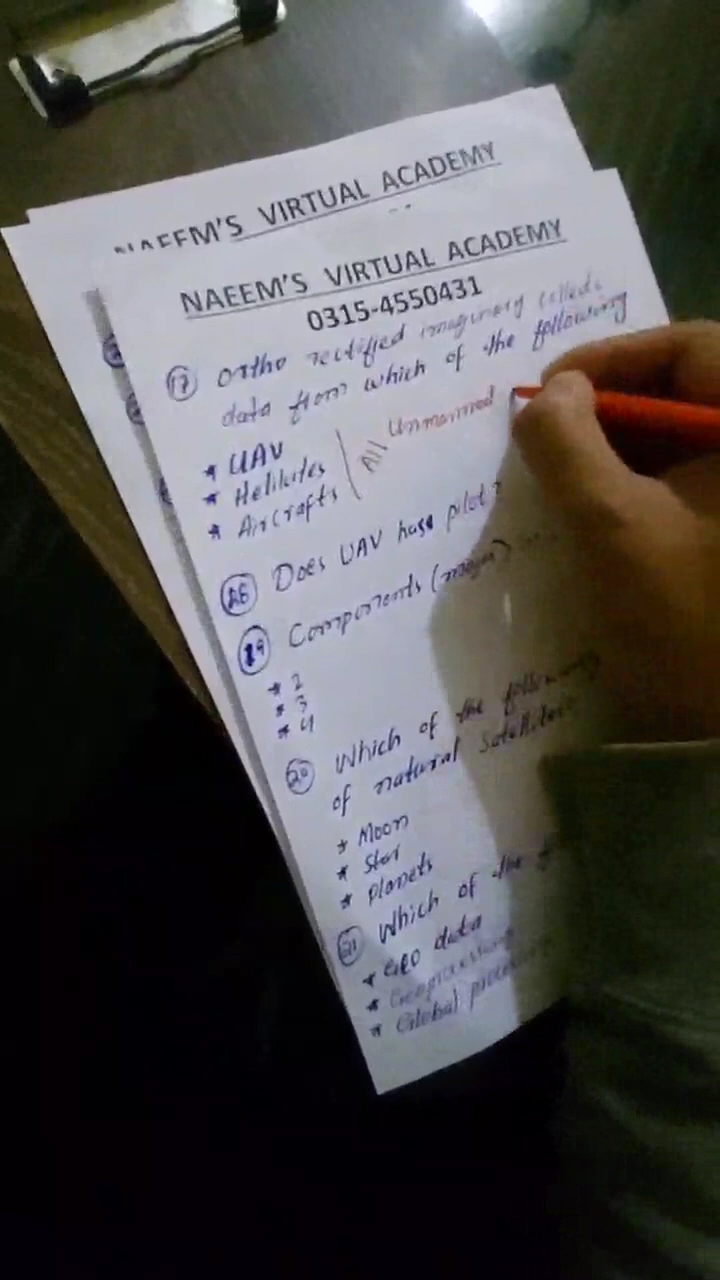 NAEEM'S VIRTUAL ACADEMY
NAEEM'S VIRTUAL ACADEMY
0315-4550431
17 Ortho rectified imaginary
data from which of the following
* UAV
* Helikites
* Aircrafts
All
Unmanned
Does UAV have pilot?
19 Components (major)
* 2
* 3
* 4
20 Which of the following
of natural Satellites
* Moon
* Star
* Planets
21 Which of the
* GEO data
* Geoprocessing
* Global